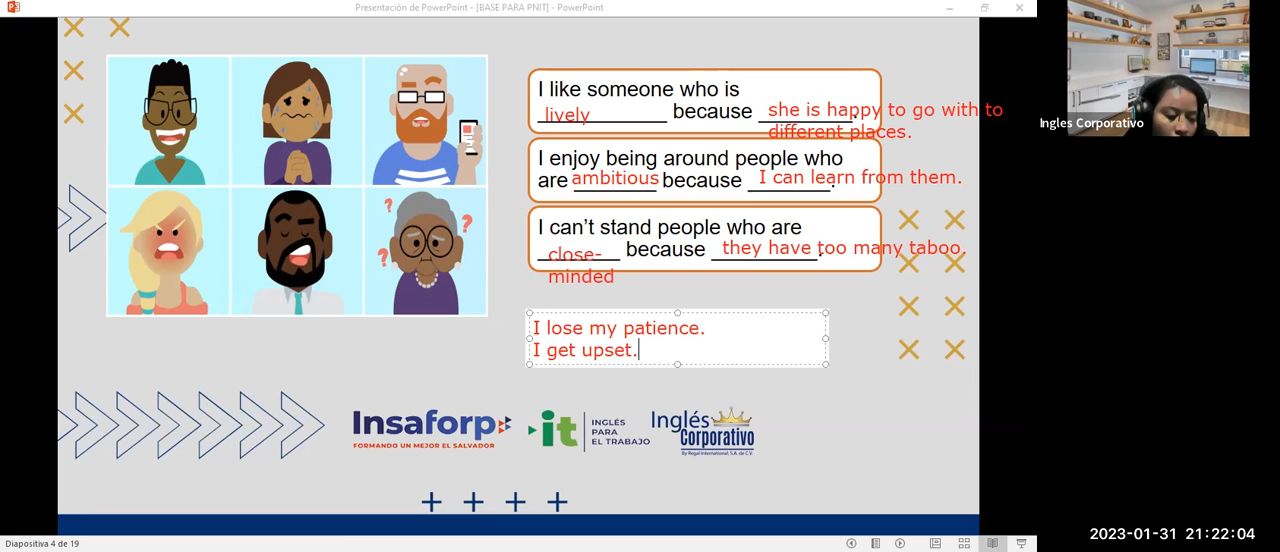 Presentación de PowerPoint - [BASE PARA PNIT] - PowerPoint
I like someone who is
lively because she is happy to go with to
different places.
I enjoy being around people who
are ambitious because I can learn from them.
I can't stand people who are
close- because they have too many taboo.
minded
I lose my patience.
I get upset.
Insaforp
FORMANDO UN MEJOR EL SALVADOR
it
INGLÉS
PARA
EL TRABAJO
Inglés
Corporativo
By Regal International, S.A. de C.V.
Diapositiva 4 de 19
Ingles Corporativo
2023-01-31 21:22:04